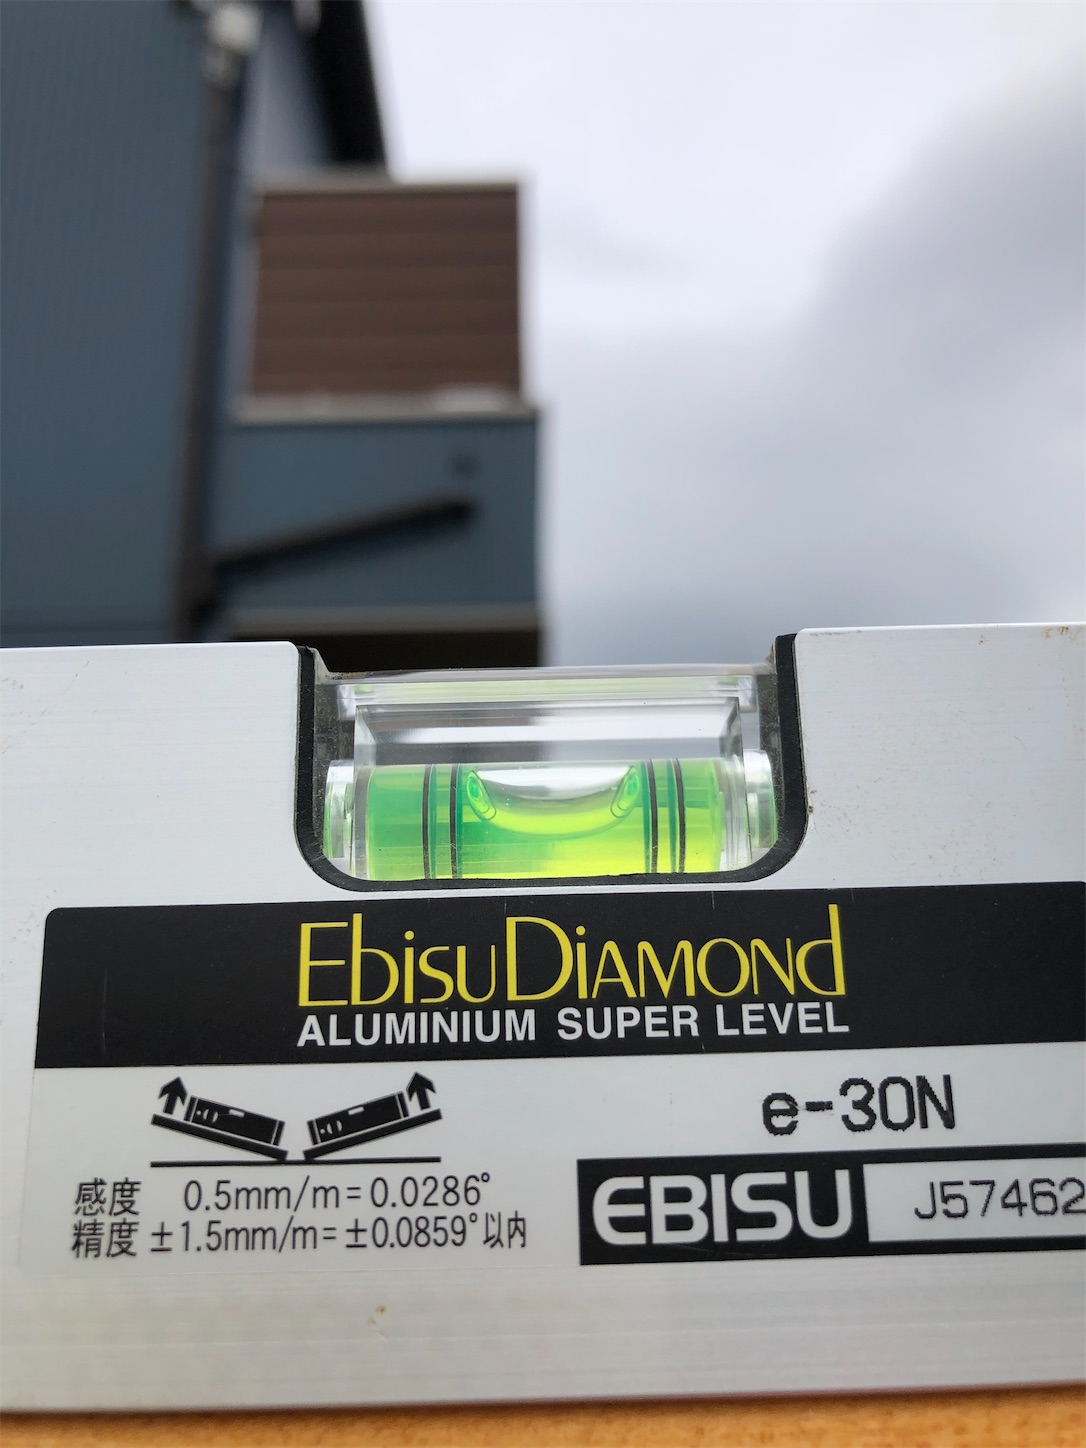 EbisuDiamond
ALUMINIUM SUPER LEVEL
e-30N
感度 0.5mm/m=0.0286°
精度 ±1.5mm/m=±0.0859°以内
EBISU
J57462